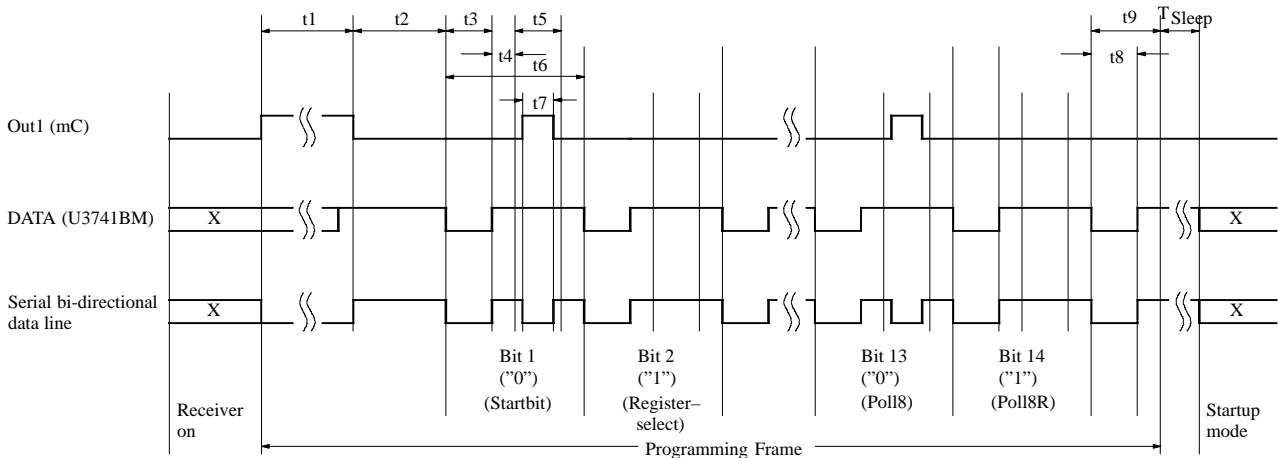 t1
t2
t3
t5
t9
T Sleep
t4
t6
t8
t7
Out1 (mC)
DATA (U3741BM)
X
X
Serial bi-directional
data line
X
X
Bit 1
("0")
(Startbit)
Bit 2
("1")
(Register–
select)
Bit 13
("0")
(Poll8)
Bit 14
("1")
(Poll8R)
Receiver
on
Startup
mode
Programming Frame